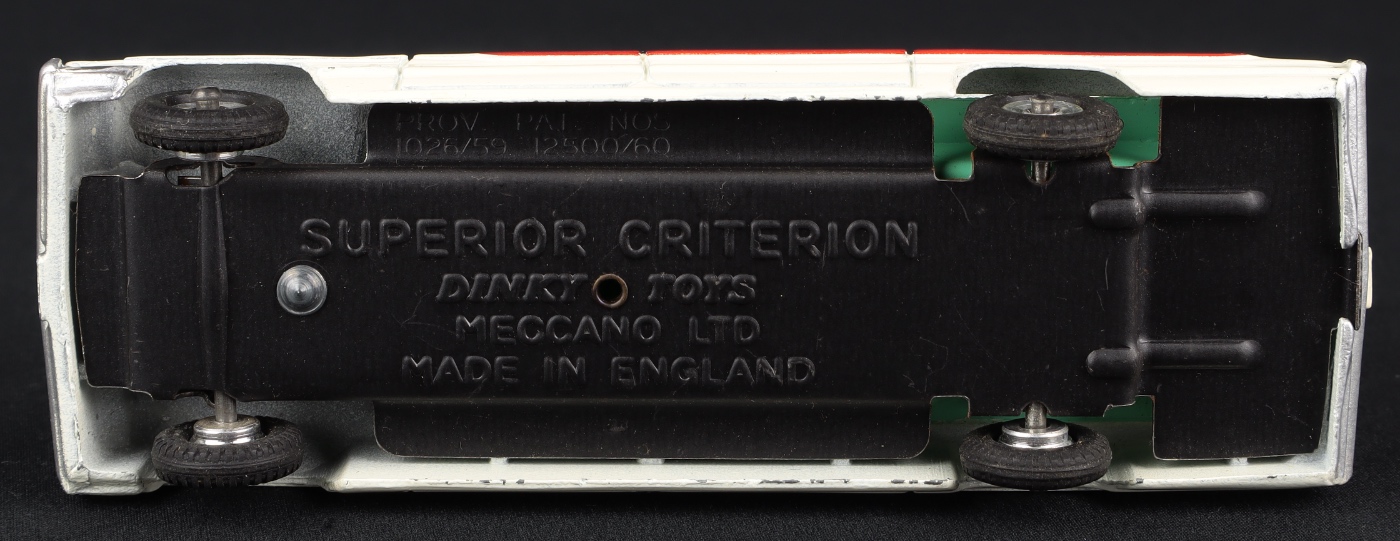 PROV. PAT. NOS
1026/59 12500/60
SUPERIOR CRITERION
DINKY TOYS
MECCANO LTD
MADE IN ENGLAND